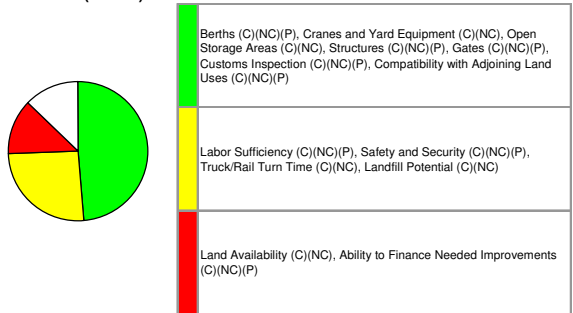 Berths (C)(NC)(P), Cranes and Yard Equipment (C)(NC), Open
Storage Areas (C)(NC), Structures (C)(NC)(P), Gates (C)(NC)(P),
Customs Inspection (C)(NC)(P), Compatibility with Adjoining Land
Uses (C)(NC)(P)
Labor Sufficiency (C)(NC)(P), Safety and Security (C)(NC)(P),
Truck/Rail Turn Time (C)(NC), Landfill Potential (C)(NC)
Land Availability (C)(NC), Ability to Finance Needed Improvements
(C)(NC)(P)